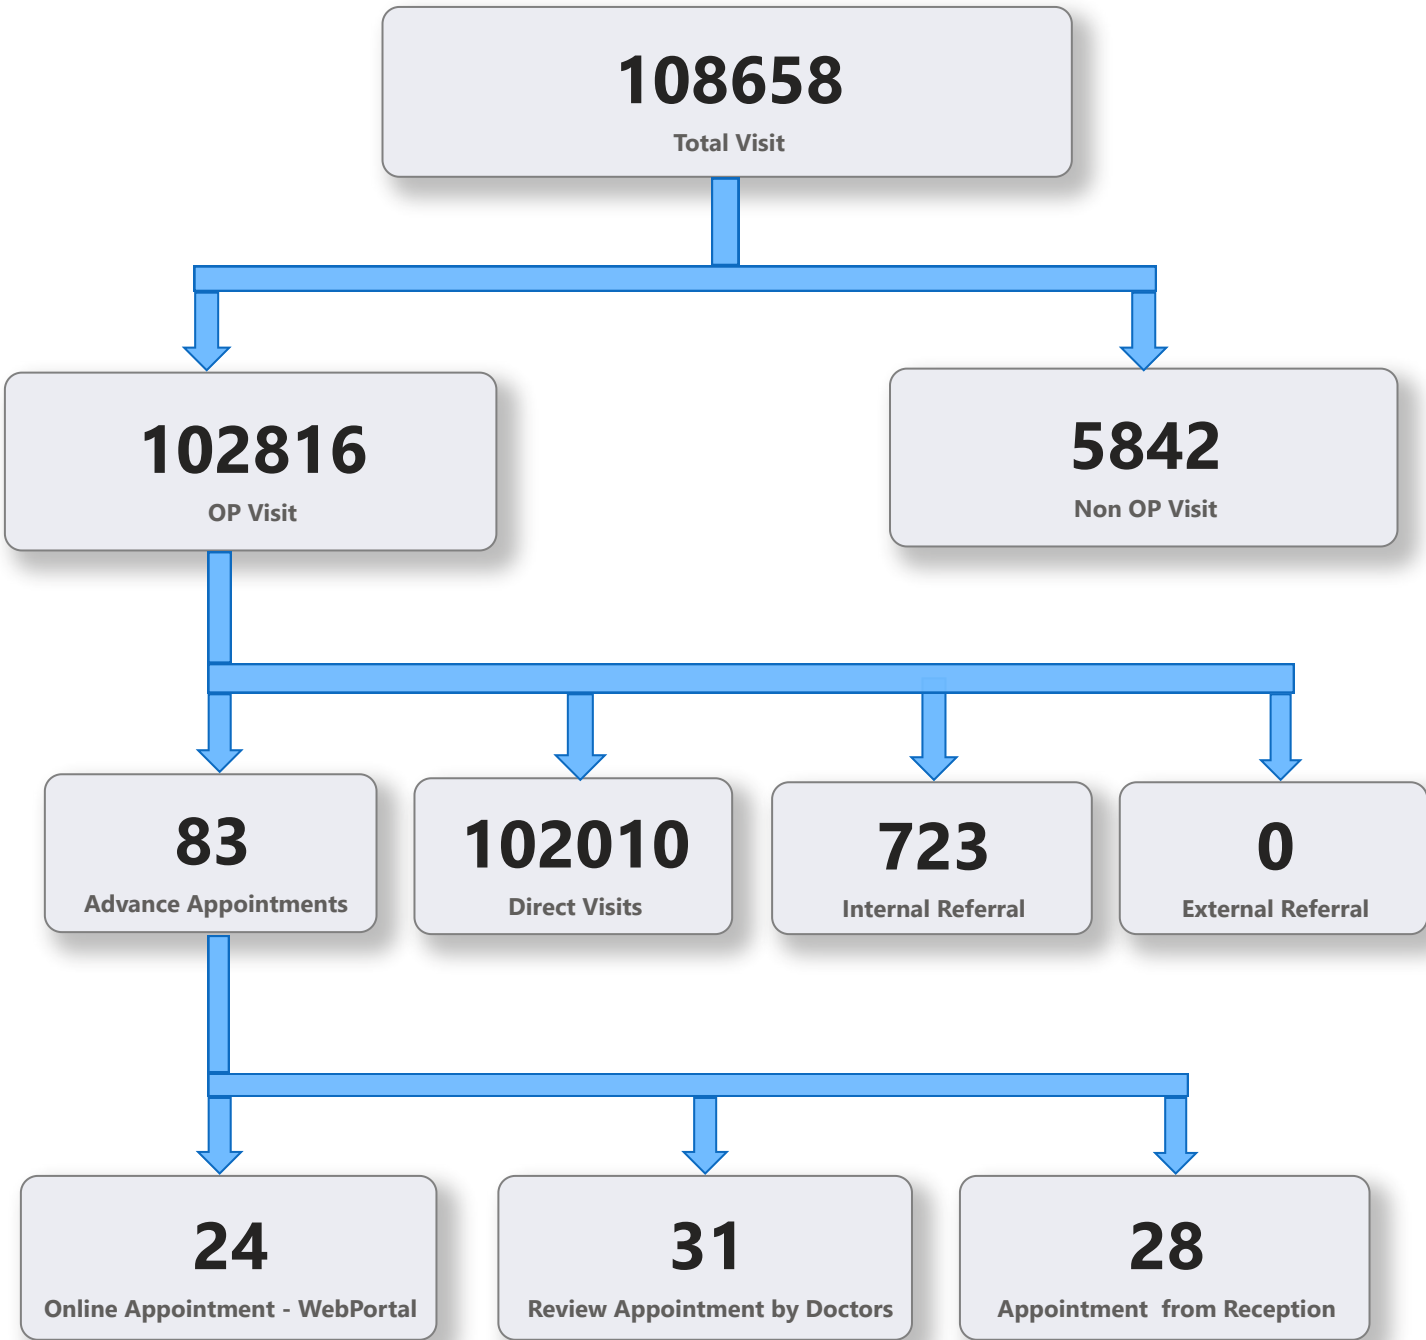 108658
Total Visit
102816
OP Visit
5842
Non OP Visit
83
Advance Appointments
102010
Direct Visits
723
Internal Referral
0
External Referral
24
Online Appointment - WebPortal
31
Review Appointment by Doctors
28
Appointment  from Reception